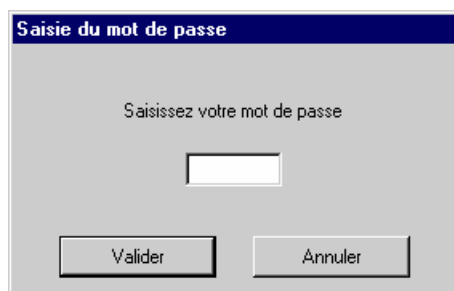 Saisie du mot de passe
Saisissez votre mot de passe
Valider
Annuler